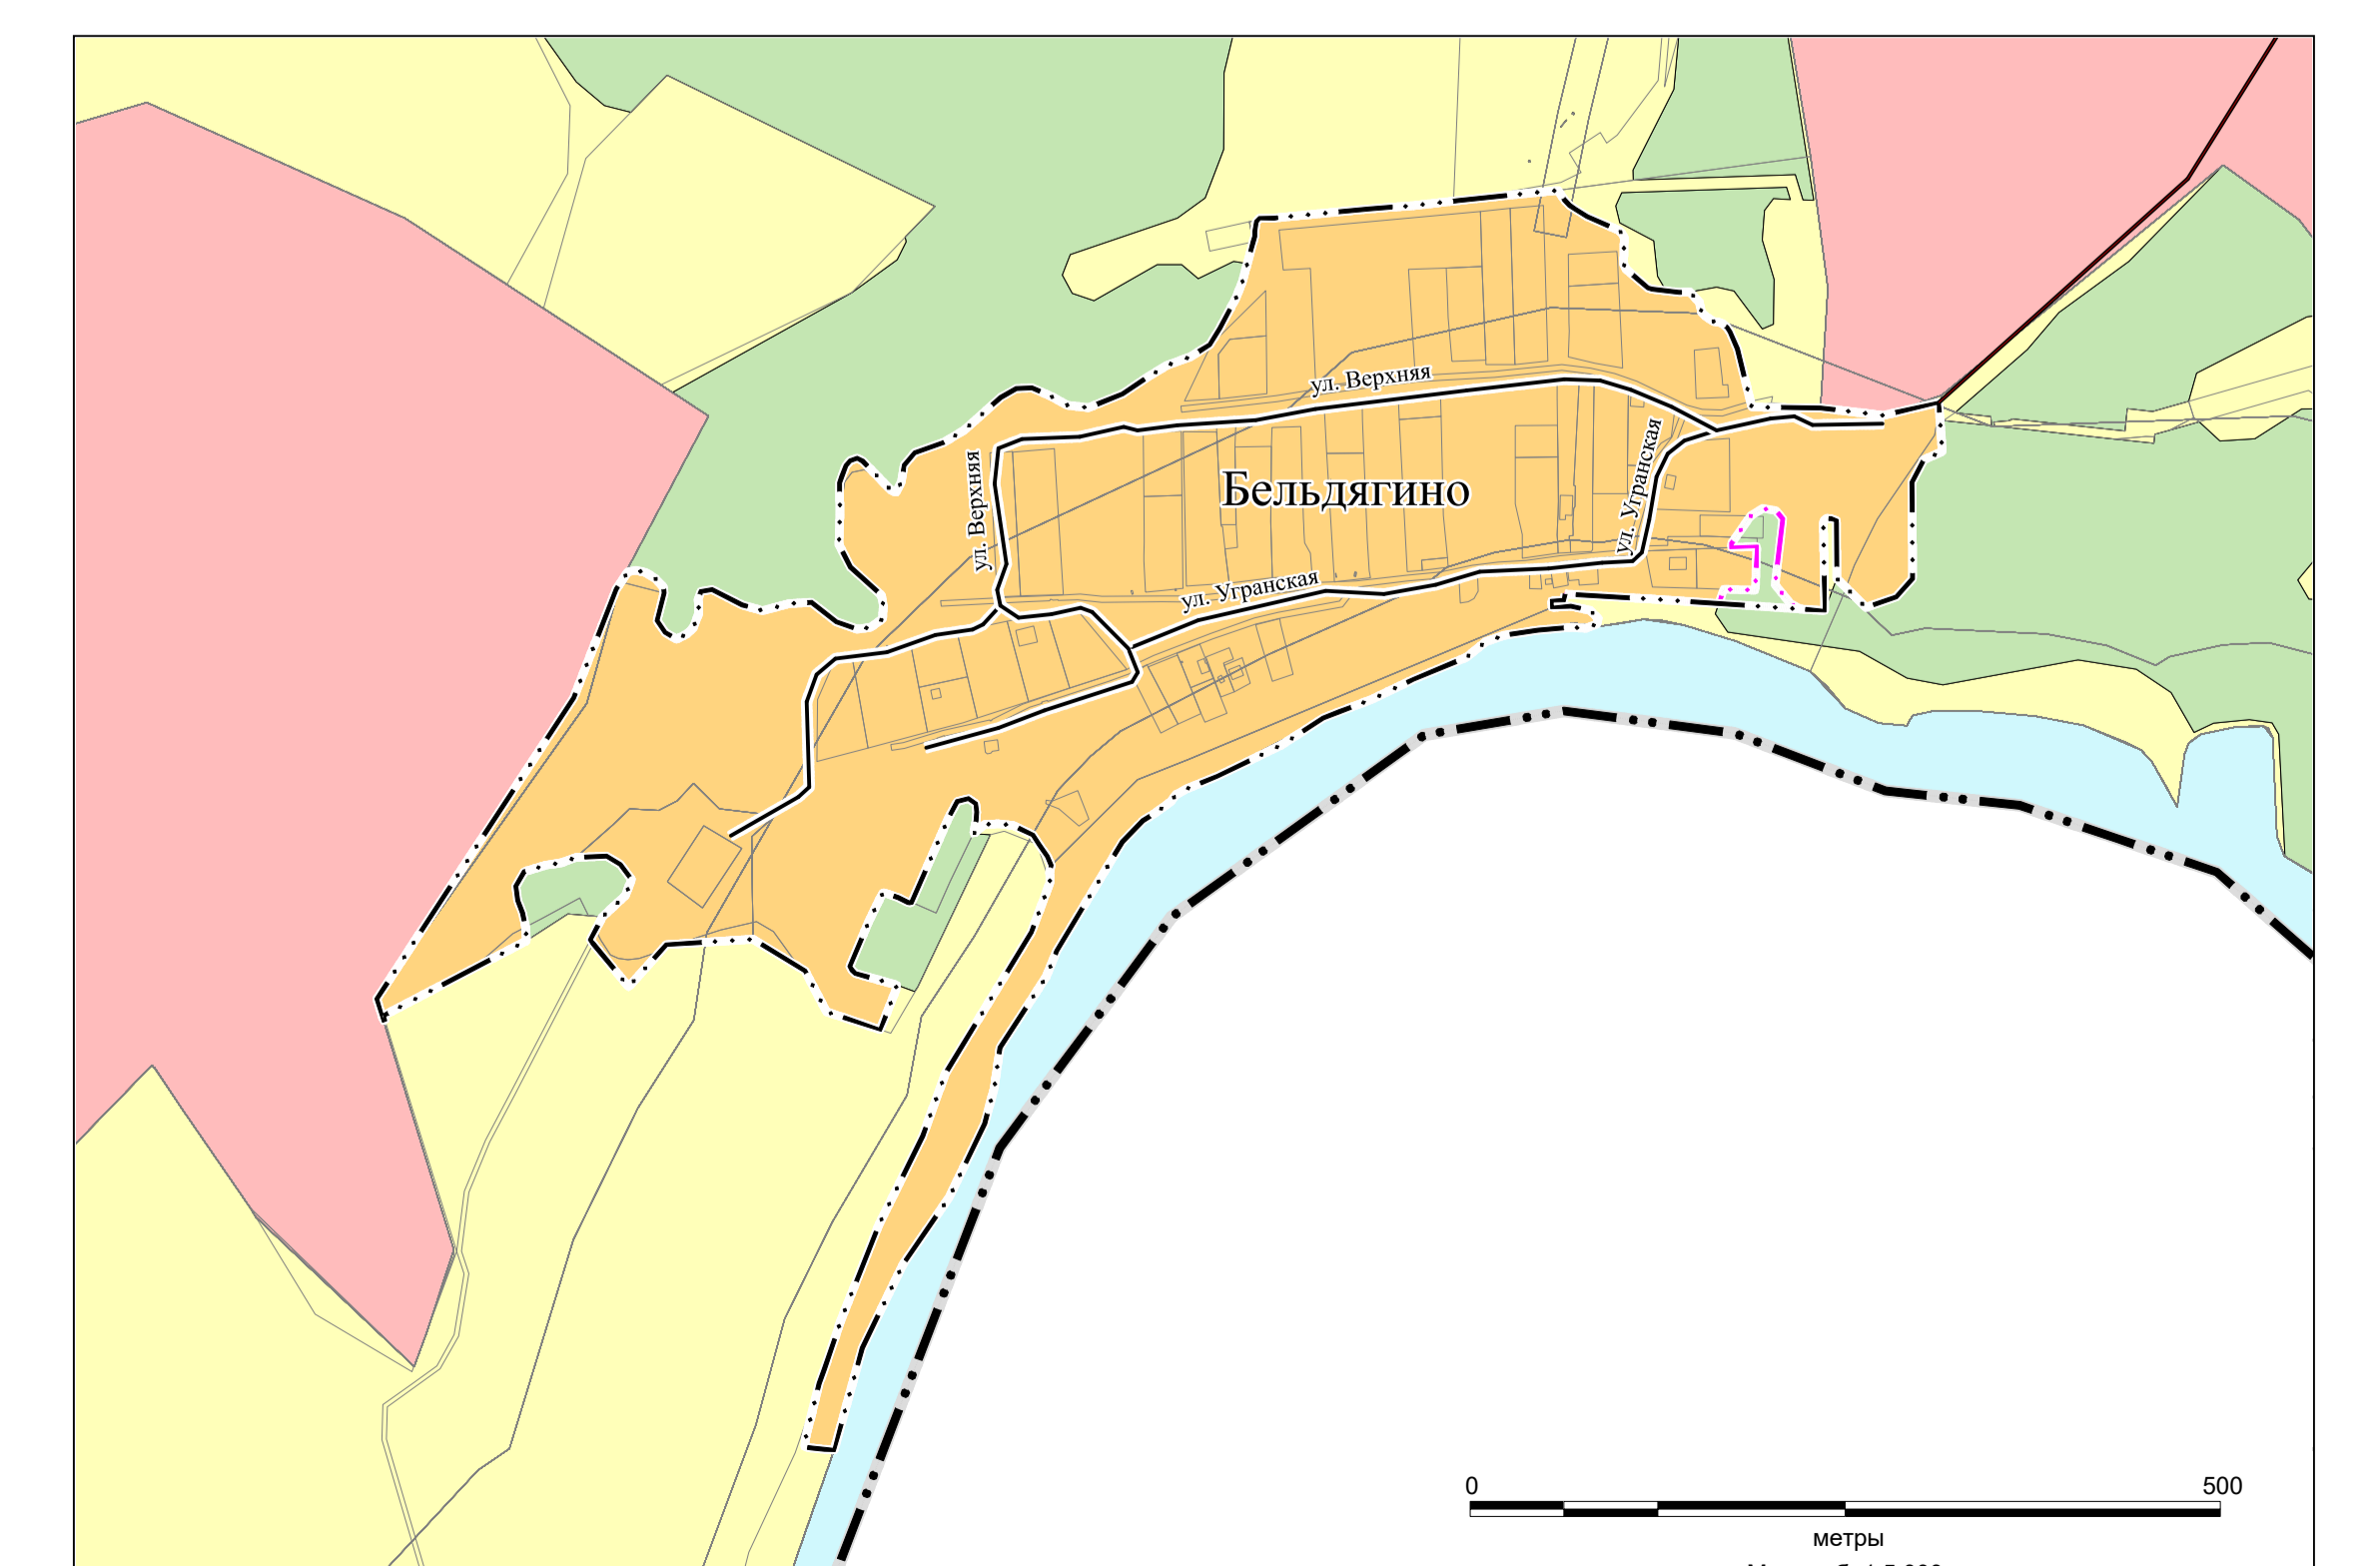 ул. Верхняя
ул. Угранская
Бельдягино
ул. Верхняя
ул. Угранская
0 500
метры